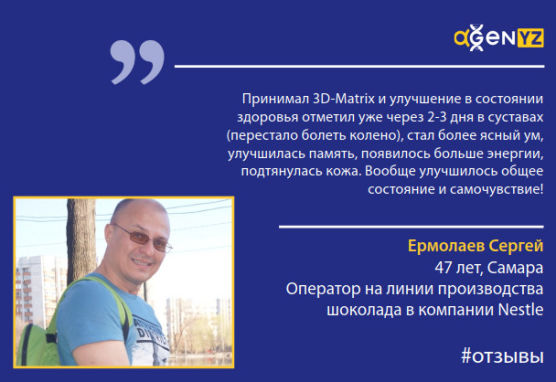 AGenYZ
Принимал 3D-Matrix и улучшение в состоянии
здоровья отметил уже через 2-3 дня в суставах
(перестало болеть колено), стал более ясный ум,
улучшилась память, появилось больше энергии,
подтянулась кожа. Вообще улучшилось общее
состояние и самочувствие!
Ермолаев Сергей
47 лет, Самара
Оператор на линии производства
шоколада в компании Nestle
#отзывы